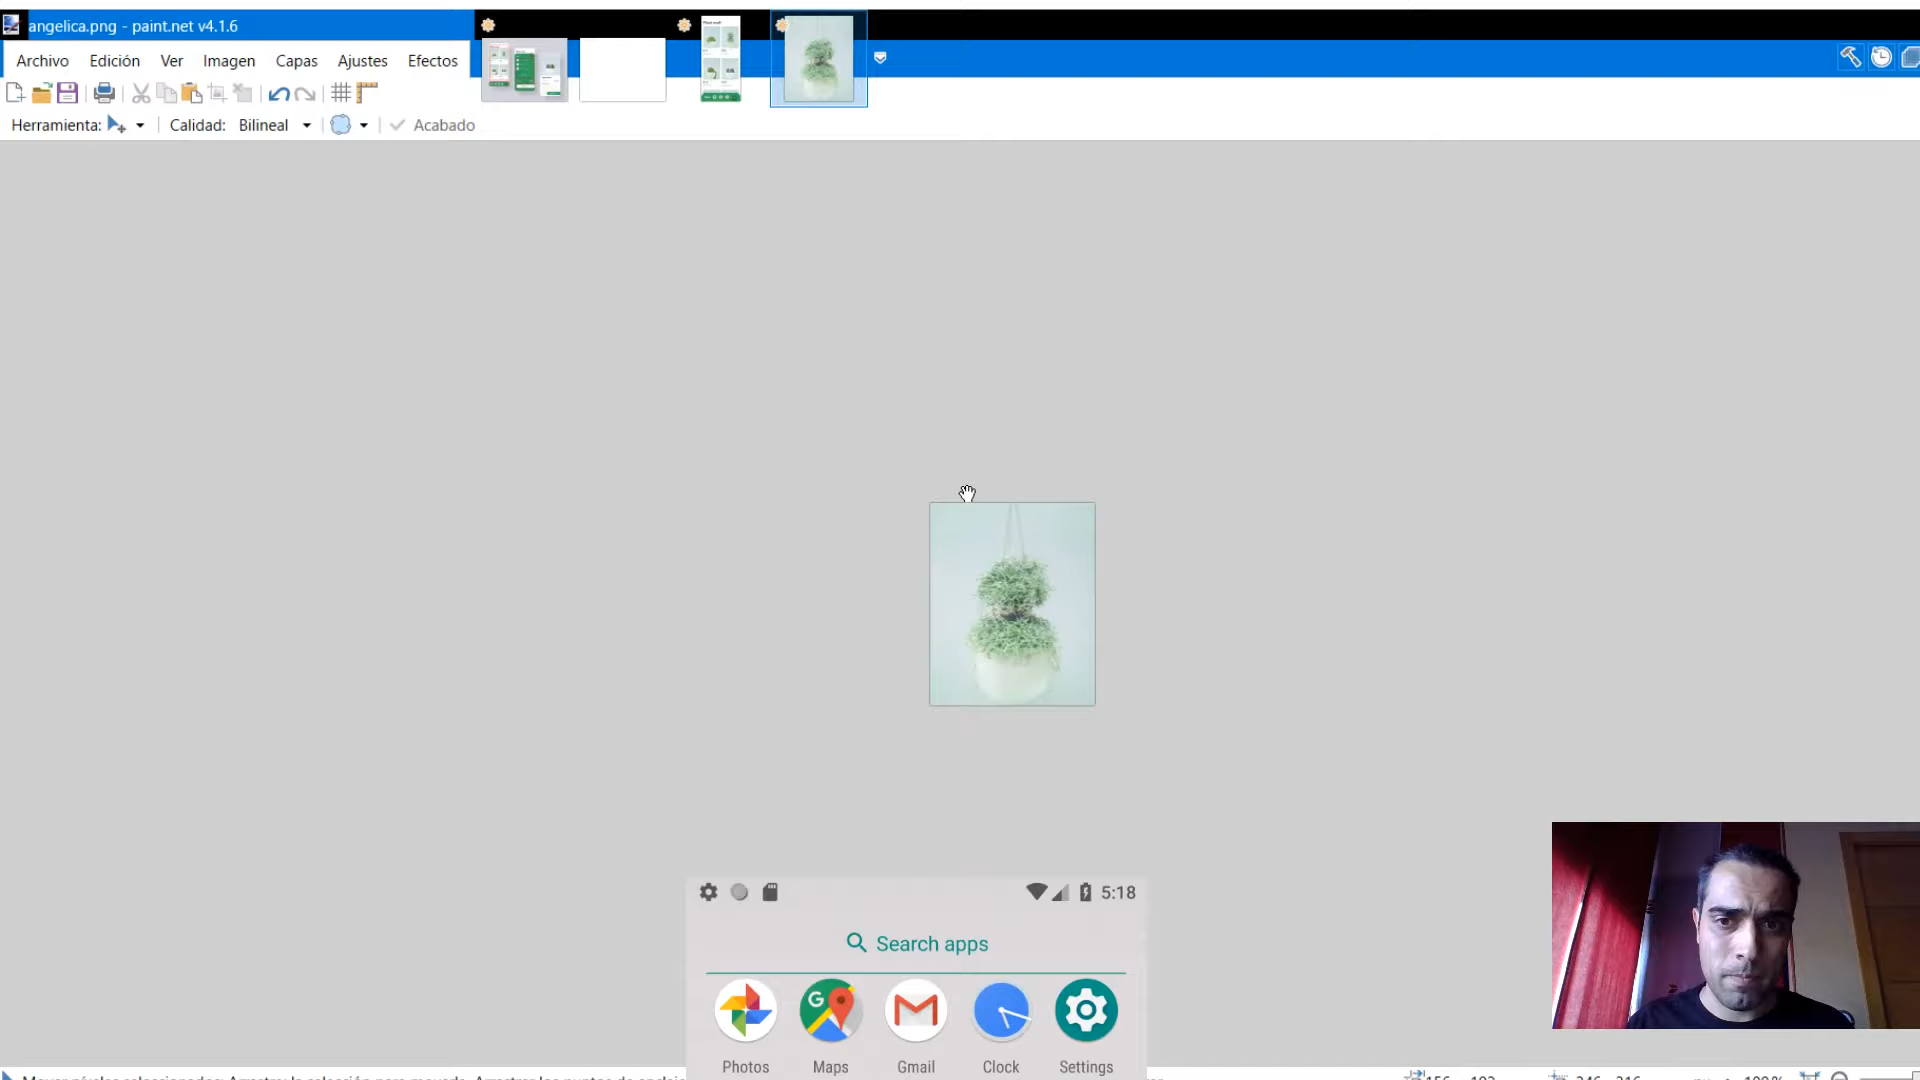 angelica.png - paint.net v4.1.6
Archivo Edición Ver Imagen Capas Ajustes Efectos
Herramienta: Calidad: Bilineal Acabado
5:18
Search apps
Photos Maps Gmail Clock Settings